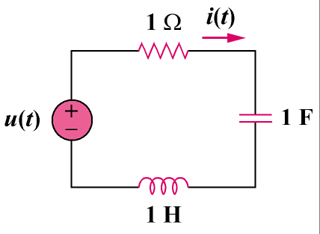 1 Ω i(t)
u(t) + −
1 F
1 H